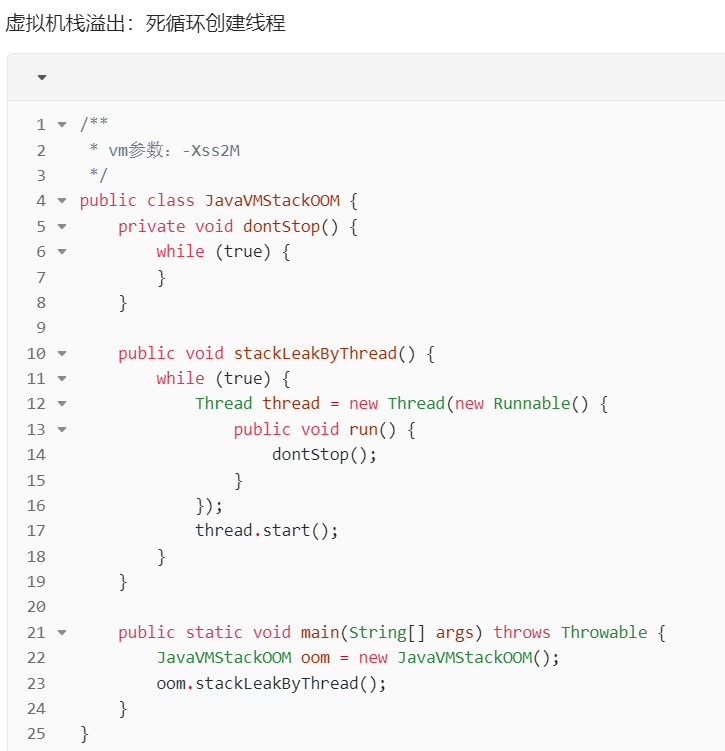 虚拟机栈溢出：死循环创建线程
1 /**
2  * vm参数：-Xss2M
3  */
4 public class JavaVMStackOOM {
5     private void dontStop() {
6         while (true) {
7         }
8     }
9
10     public void stackLeakByThread() {
11         while (true) {
12             Thread thread = new Thread(new Runnable() {
13                 public void run() {
14                     dontStop();
15                 }
16             });
17             thread.start();
18         }
19     }
20
21     public static void main(String[] args) throws Throwable {
22         JavaVMStackOOM oom = new JavaVMStackOOM();
23         oom.stackLeakByThread();
24     }
25 }